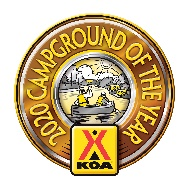 2020 CAMPGROUND OF THE YEAR
KOA